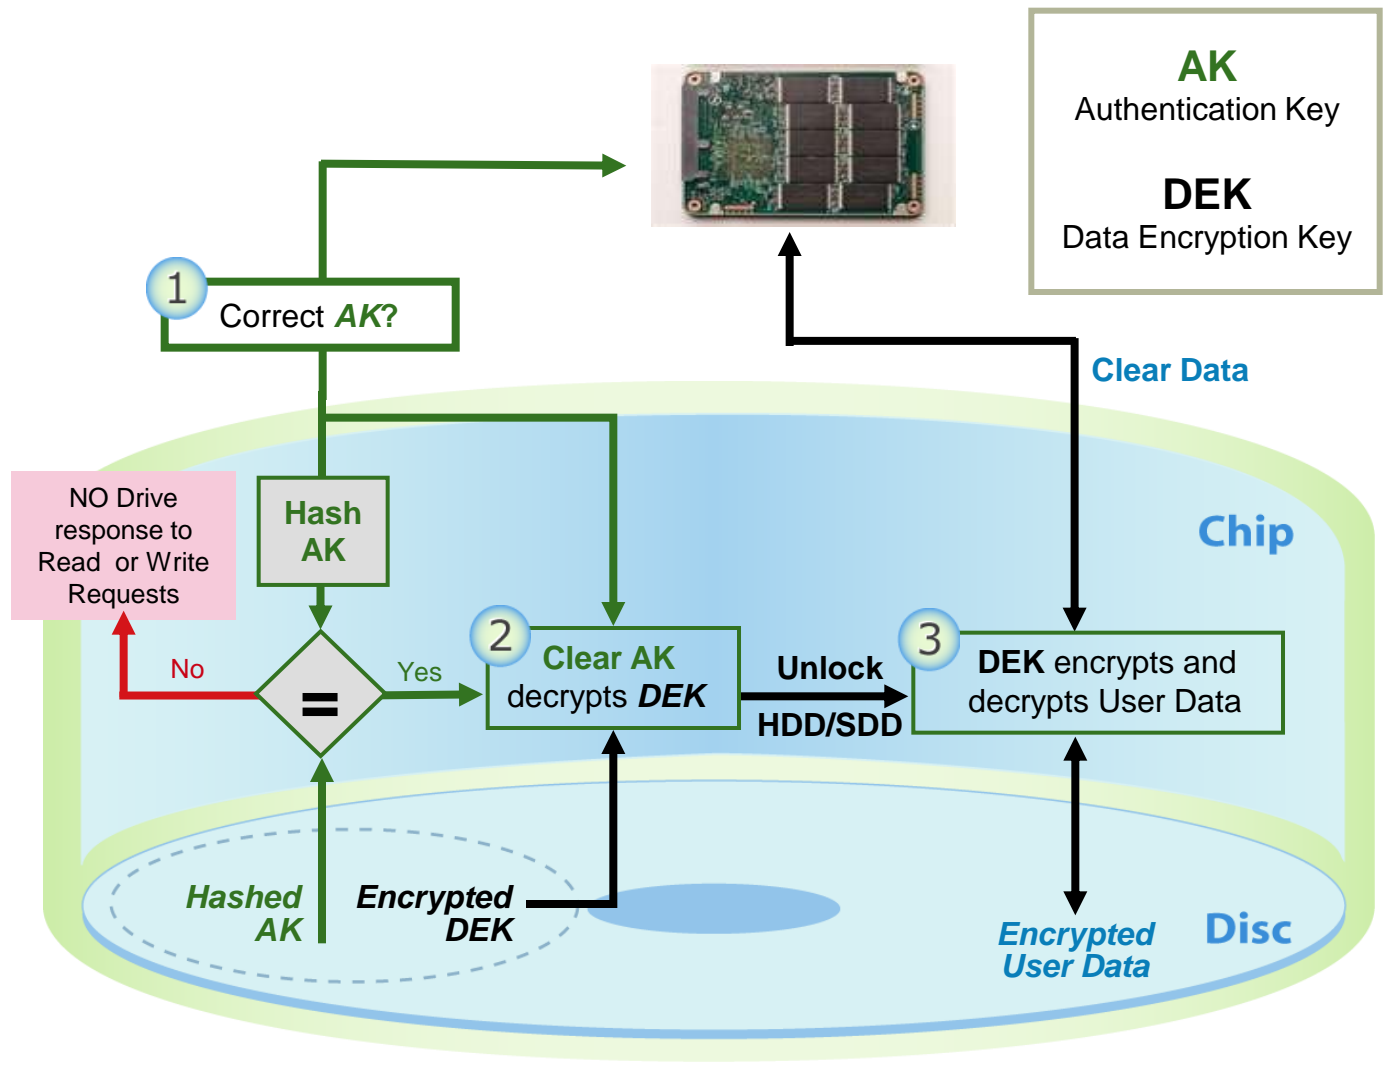 AK
Authentication Key
DEK
Data Encryption Key
1
Correct AK?
Clear Data
NO Drive
response to
Read or Write
Requests
Hash
AK
Chip
No
=
Yes
2
Clear AK
decrypts DEK
Unlock
HDD/SDD
3
DEK encrypts and
decrypts User Data
Hashed
AK
Encrypted
DEK
Encrypted
User Data
Disc